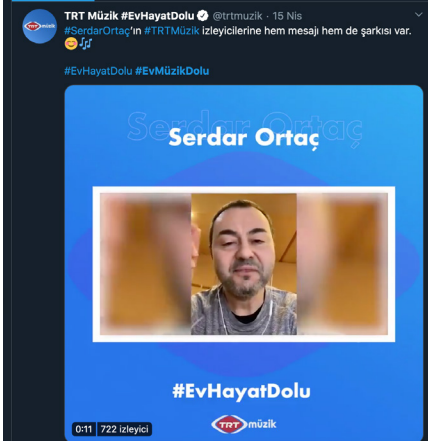 TRT Müzik #EvHayatDolu @trtmuzik · 15 Nis
#SerdarOrtaç'ın #TRTMüzik izleyicilerine hem mesajı hem de şarkısı var.
#EvHayatDolu #EvMüzikDolu
Serdar Ortaç
Serdar Ortaç
#EvHayatDolu
TRT müzik
0:11 722 izleyici